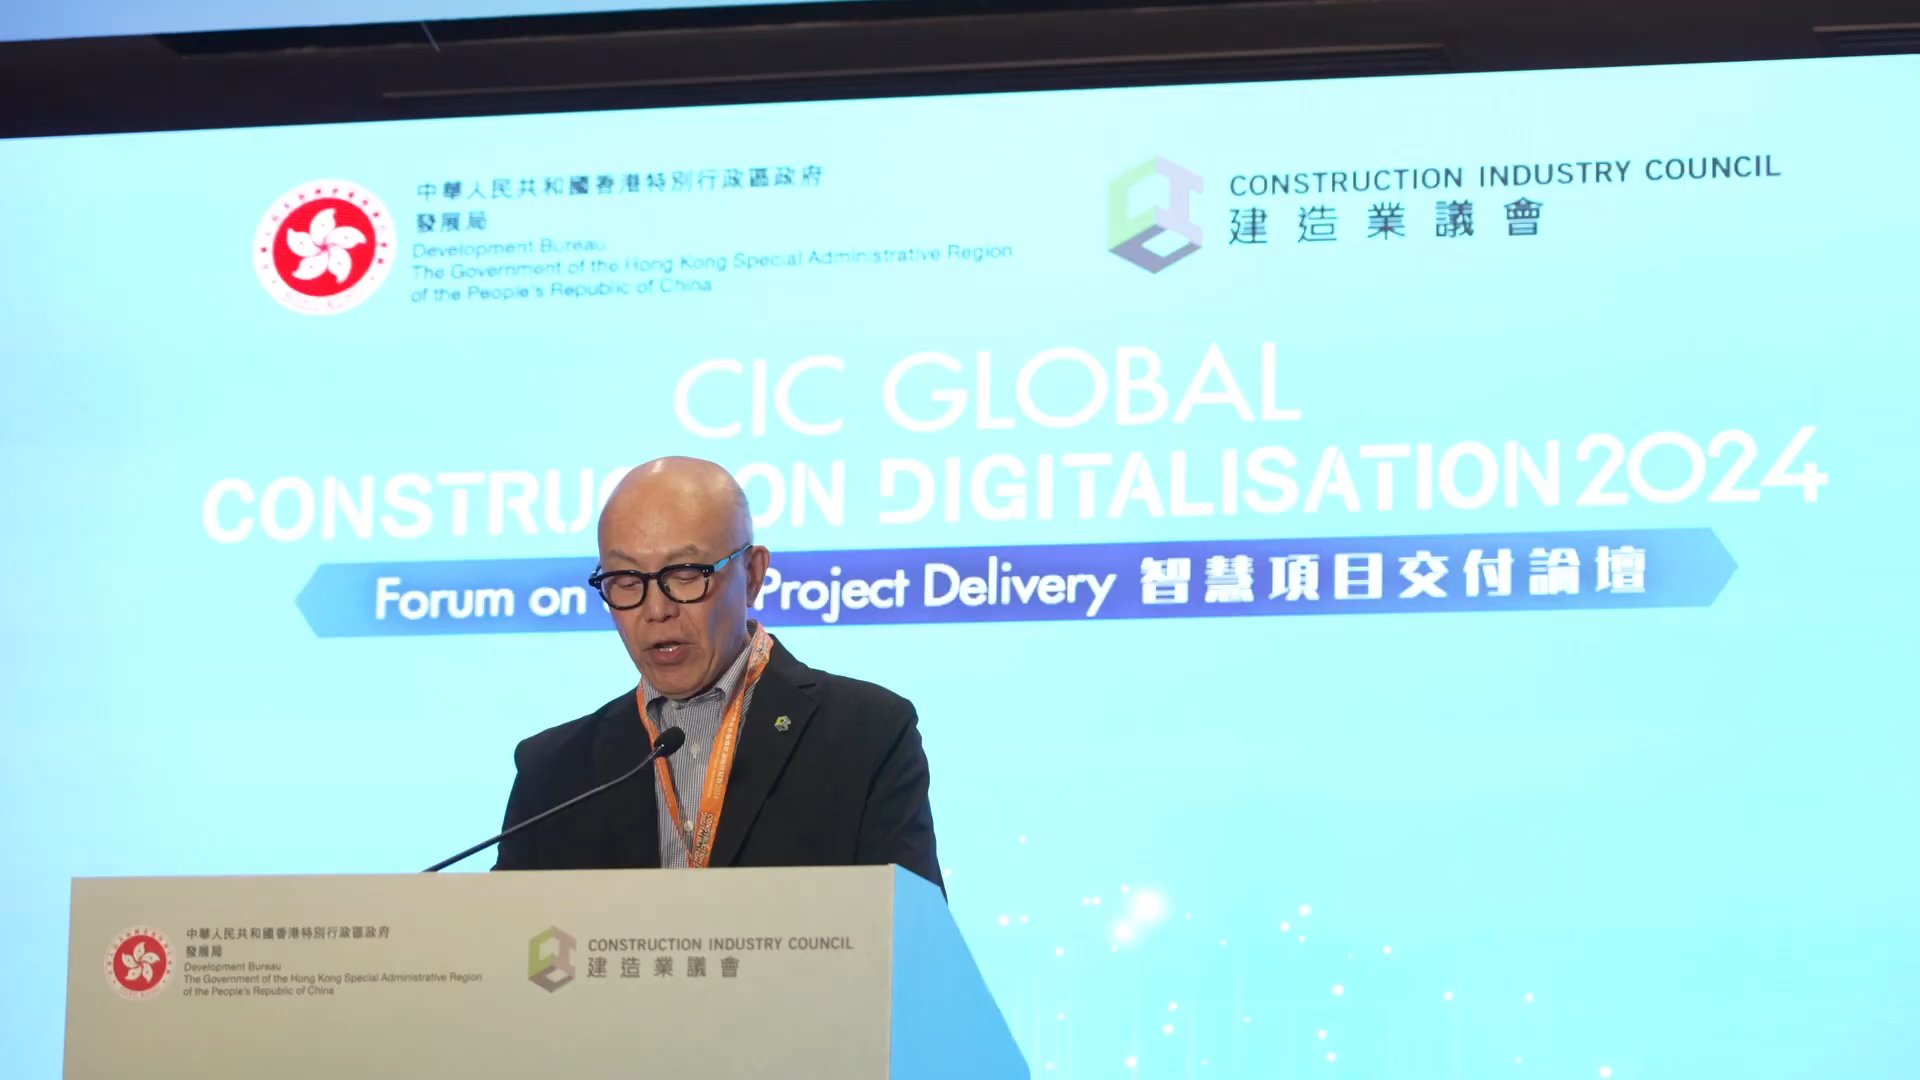 中華人民共和國香港特別行政區政府
發展局
Development Bureau
The Government of the Hong Kong Special Administrative Region
of the People's Republic of China
CONSTRUCTION INDUSTRY COUNCIL
建造業議會
CIC GLOBAL
CONSTRU ON DIGITALISATION 2024
Forum on Project Delivery 智慧項目交付論壇
中華人民共和國香港特別行政區政府
發展局
Development Bureau
The Government of the Hong Kong Special Administrative Region
of the People's Republic of China
CONSTRUCTION INDUSTRY COUNCIL
建造業議會